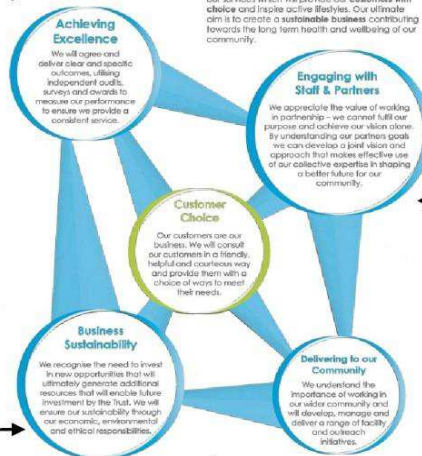 choice and inspire active lifestyles. Our ultimate
aim is to create a sustainable business contributing
towards the long term health and wellbeing of our
community.
Achieving
Excellence
We will agree and
deliver clear and specific
outcomes, utilising
independent audits,
surveys and awards to
measure our performance
to ensure we provide a
consistent service.
Engaging with
Staff & Partners
We appreciate the value of working
in partnership – we cannot fulfil our
purpose and achieve our vision alone.
By understanding our partners goals
we can develop a joint vision and
approach that makes effective use
of our collective expertise in shaping
a better future for our
community.
Customer
Choice
Our customers are our
business. We will consult
our customers in a friendly,
helpful and courteous way
and provide them with a
choice of ways to meet
their needs.
Business
Sustainability
We recognise the need to invest
in new opportunities that will
ultimately generate additional
resources that will enable future
investment by the Trust. We will
ensure our sustainability through
our economic, environmental
and ethical responsibilities.
Delivering to our
Community
We understand the
importance of working in
our wider community and
will develop, manage and
deliver a range of facility
and outreach
initiatives.